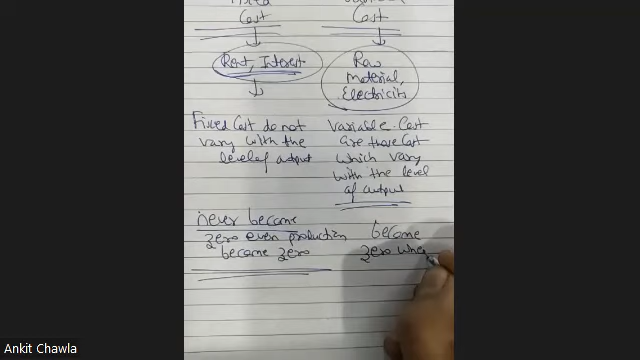 Fixed
Cost
Variable
Cost
Rent, Interest
Raw
Material,
Electricity
Fixed Cost do not
vary with the
level of output
Variable Cost
are those Cost
which vary
with the level
of output
never become
zero even production
become zero
become
zero when
Ankit Chawla